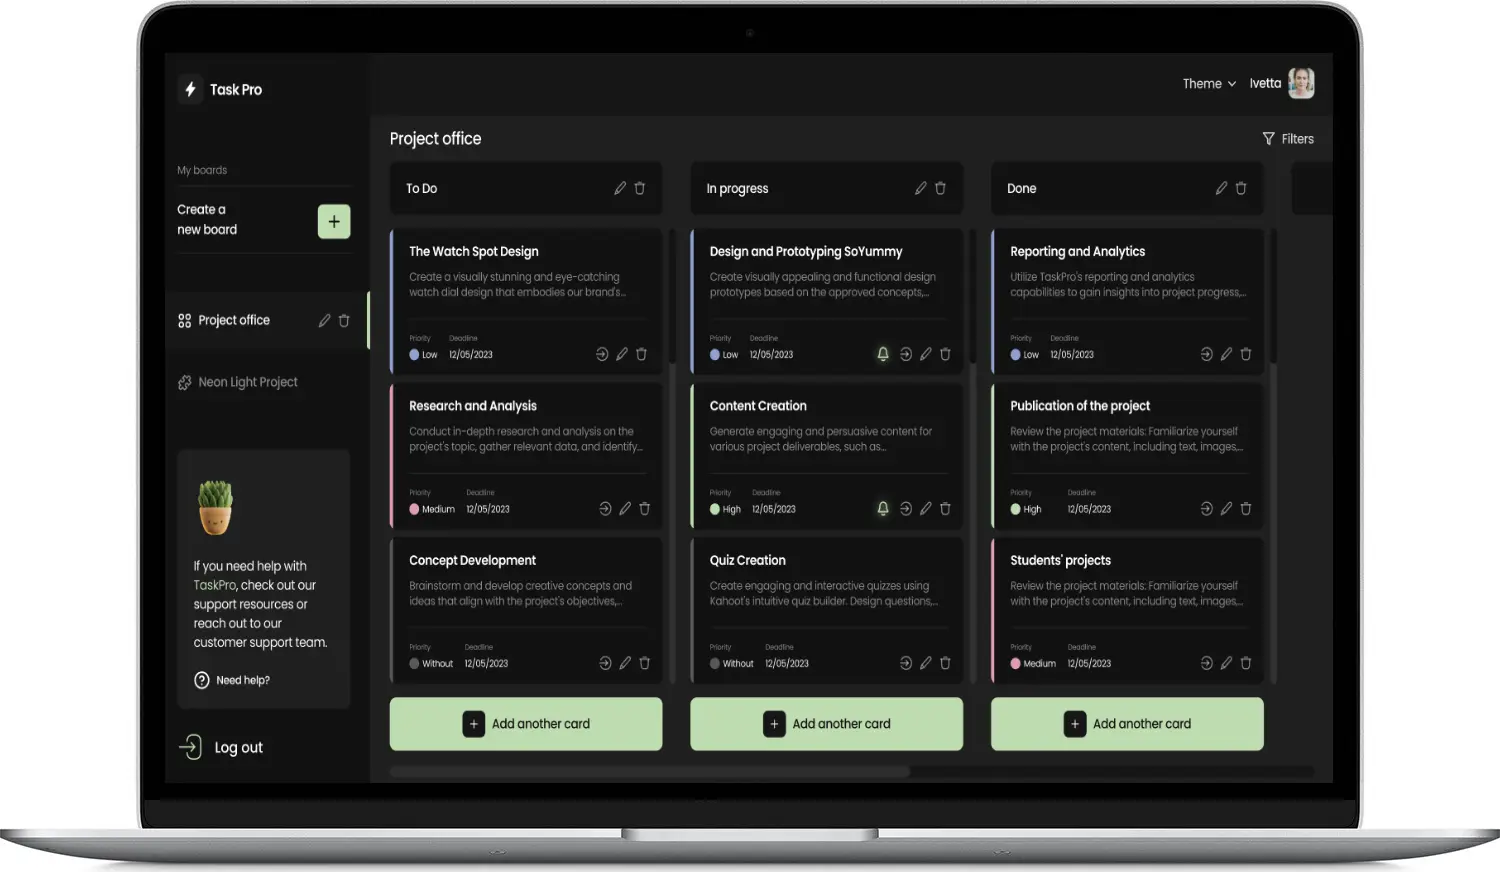 Task Pro
Theme
Ivetta
My boards
Create a
new board
Project office
Neon Light Project
If you need help with
TaskPro, check out our
support resources or
reach out to our
customer support team.
Need help?
Log out
Project office
Filters
To Do
The Watch Spot Design
Create a visually stunning and eye-catching
watch dial design that embodies our brand's...
Priority Deadline
Low 12/05/2023
Research and Analysis
Conduct in-depth research and analysis on the
project's topic, gather relevant data, and identify...
Priority Deadline
Medium 12/05/2023
Concept Development
Brainstorm and develop creative concepts and
ideas that align with the project's objectives,...
Priority Deadline
Without 12/05/2023
Add another card
In progress
Design and Prototyping SoYummy
Create visually appealing and functional design
prototypes based on the approved concepts,...
Priority Deadline
Low 12/05/2023
Content Creation
Generate engaging and persuasive content for
various project deliverables, such as...
Priority Deadline
High 12/05/2023
Quiz Creation
Create engaging and interactive quizzes using
Kahoot's intuitive quiz builder. Design questions,...
Priority Deadline
Without 12/05/2023
Add another card
Done
Reporting and Analytics
Utilize TaskPro's reporting and analytics
capabilities to gain insights into project progress,...
Priority Deadline
Low 12/05/2023
Publication of the project
Review the project materials: Familiarize yourself
with the project's content, including text, images,...
Priority Deadline
High 12/05/2023
Students' projects
Review the project materials: Familiarize yourself
with the project's content, including text, images,...
Priority Deadline
Medium 12/05/2023
Add another card